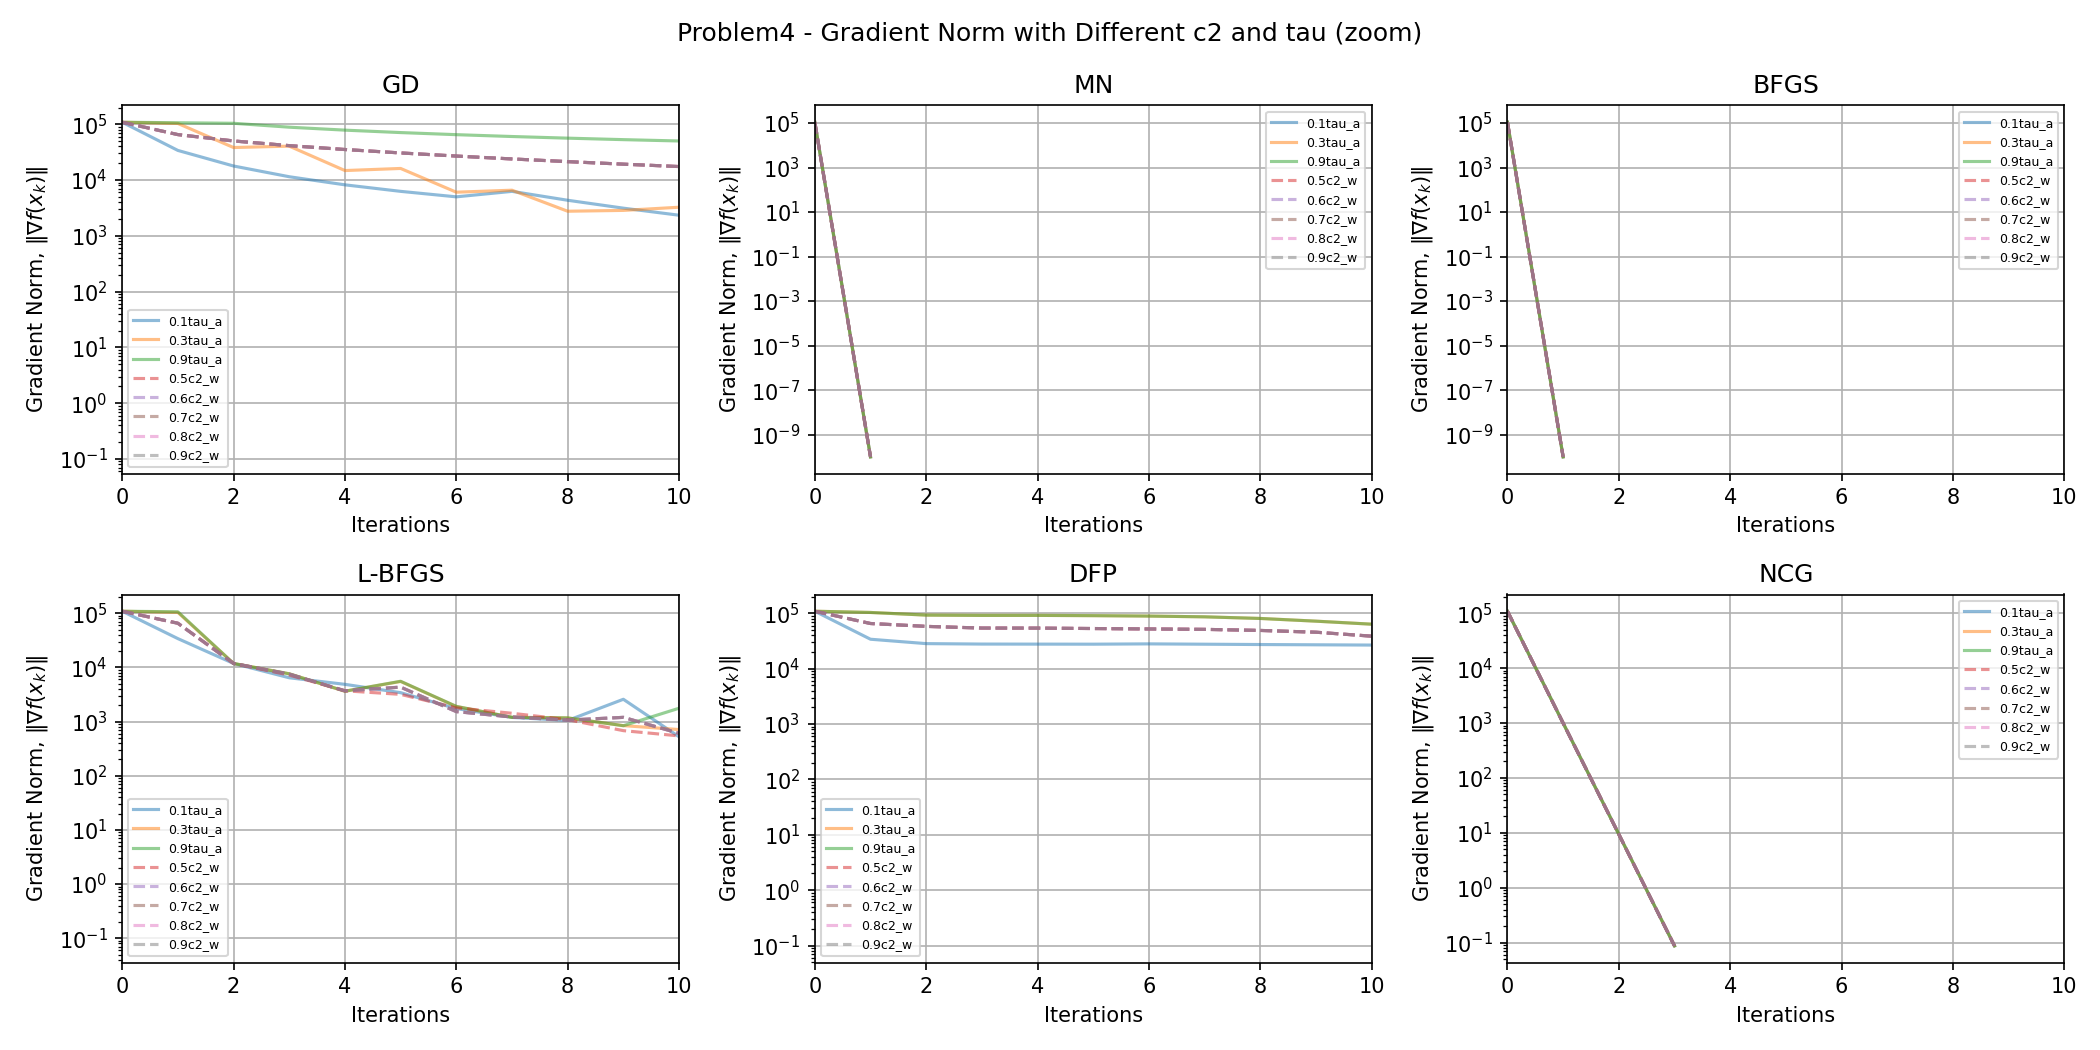 Problem4 - Gradient Norm with Different c2 and tau (zoom)
GD
Gradient Norm, ‖∇f(x_k)‖
10^5
10^4
10^3
10^2
10^1
10^0
10^-1
0.1tau_a
0.3tau_a
0.9tau_a
0.5c2_w
0.6c2_w
0.7c2_w
0.8c2_w
0.9c2_w
0 2 4 6 8 10
Iterations
MN
Gradient Norm, ‖∇f(x_k)‖
10^5
10^3
10^1
10^-1
10^-3
10^-5
10^-7
10^-9
0.1tau_a
0.3tau_a
0.9tau_a
0.5c2_w
0.6c2_w
0.7c2_w
0.8c2_w
0.9c2_w
0 2 4 6 8 10
Iterations
BFGS
Gradient Norm, ‖∇f(x_k)‖
10^5
10^3
10^1
10^-1
10^-3
10^-5
10^-7
10^-9
0.1tau_a
0.3tau_a
0.9tau_a
0.5c2_w
0.6c2_w
0.7c2_w
0.8c2_w
0.9c2_w
0 2 4 6 8 10
Iterations
L-BFGS
Gradient Norm, ‖∇f(x_k)‖
10^5
10^4
10^3
10^2
10^1
10^0
10^-1
0.1tau_a
0.3tau_a
0.9tau_a
0.5c2_w
0.6c2_w
0.7c2_w
0.8c2_w
0.9c2_w
0 2 4 6 8 10
Iterations
DFP
Gradient Norm, ‖∇f(x_k)‖
10^5
10^4
10^3
10^2
10^1
10^0
10^-1
0.1tau_a
0.3tau_a
0.9tau_a
0.5c2_w
0.6c2_w
0.7c2_w
0.8c2_w
0.9c2_w
0 2 4 6 8 10
Iterations
NCG
Gradient Norm, ‖∇f(x_k)‖
10^5
10^4
10^3
10^2
10^1
10^0
10^-1
0.1tau_a
0.3tau_a
0.9tau_a
0.5c2_w
0.6c2_w
0.7c2_w
0.8c2_w
0.9c2_w
0 2 4 6 8 10
Iterations